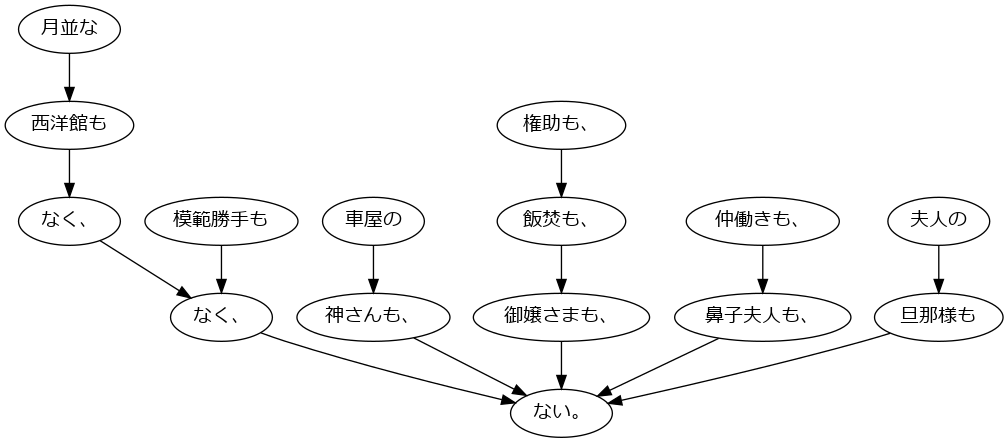 月並な
西洋館も
権助も、
なく、
模範勝手も
車屋の
飯焚も、
仲働きも、
夫人の
なく、
神さんも、
御嬢さまも、
鼻子夫人も、
旦那様も
ない。